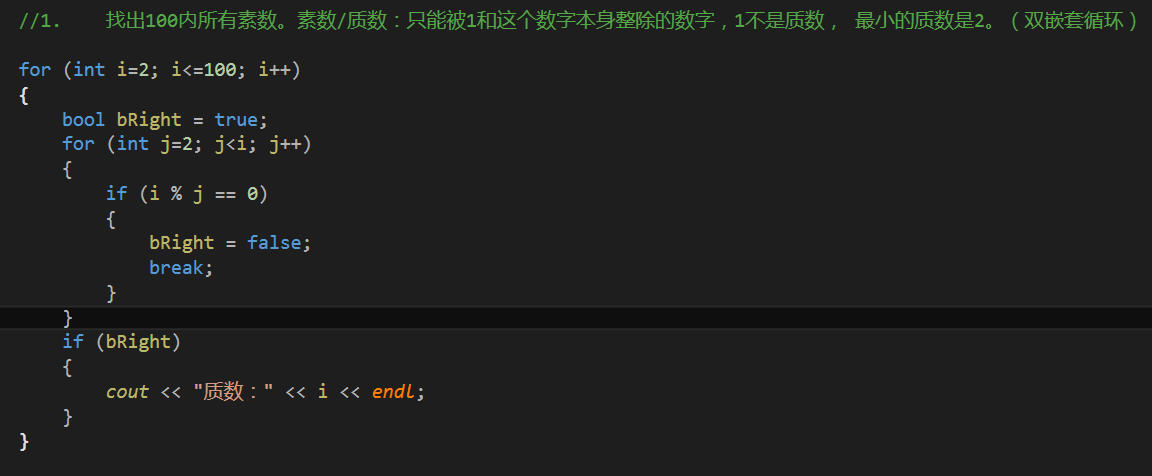 //1.    找出100内所有素数。素数/质数：只能被1和这个数字本身整除的数字，1不是质数， 最小的质数是2。（双嵌套循环）
for (int i=2; i<=100; i++)
{
    bool bRight = true;
    for (int j=2; j<i; j++)
    {
        if (i % j == 0)
        {
            bRight = false;
            break;
        }
    }
    if (bRight)
    {
        cout << "质数：" << i << endl;
    }
}